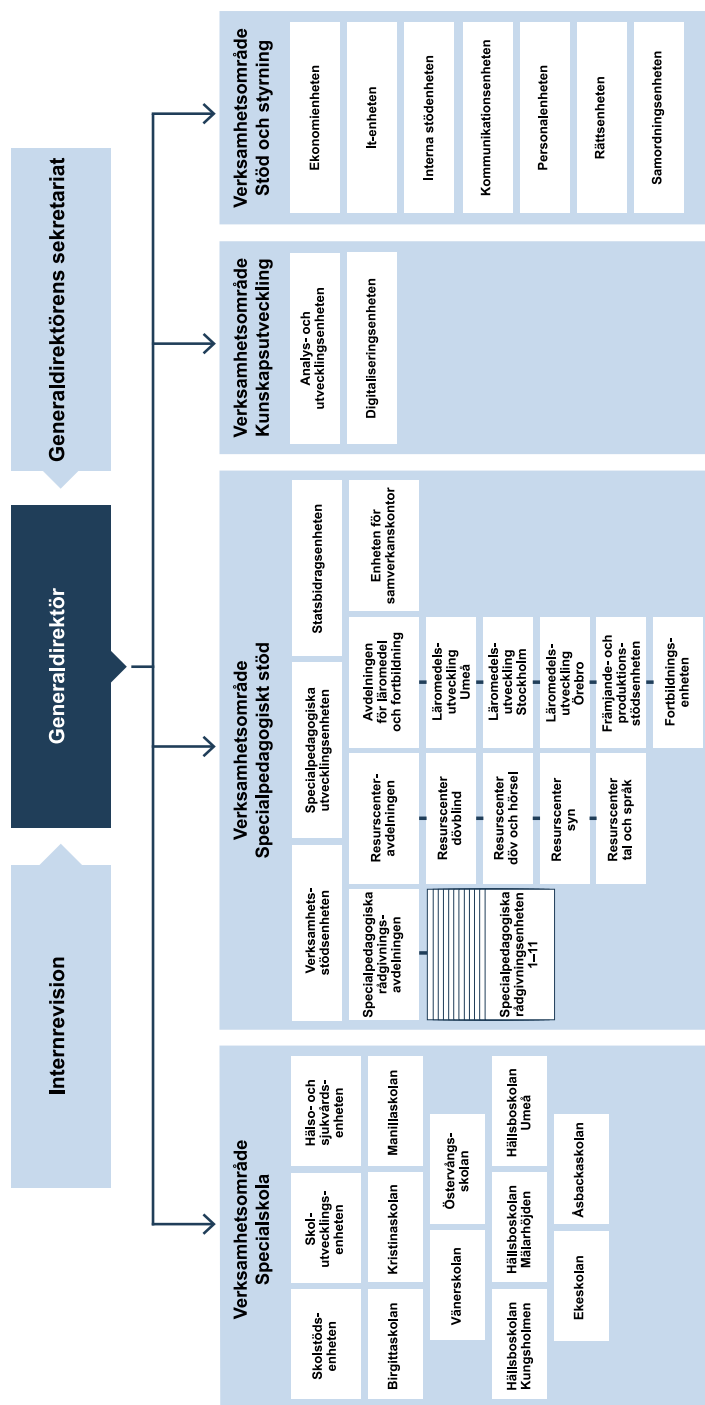 Internrevision
Generaldirektör
Generaldirektörens sekretariat
Verksamhetsområde
Specialskola
Skolstöds-
enheten
Skol-
utvecklings-
enheten
Hälso- och
sjukvårds-
enheten
Birgittaskolan
Kristinaskolan
Manillaskolan
Vänerskolan
Östervångs-
skolan
Hällsboskolan
Kungsholmen
Hällsboskolan
Mälarhöjden
Hällsboskolan
Umeå
Ekeskolan
Åsbackaskolan
Verksamhetsområde
Specialpedagogiskt stöd
Verksamhets-
stödsenheten
Specialpedagogiska
utvecklingsenheten
Statsbidragsenheten
Specialpedagogiska
rådgivnings-
avdelningen
Specialpedagogiska
rådgivningsenheten
1–11
Resurscenter-
avdelningen
Resurscenter
dövblind
Resurscenter
döv och hörsel
Resurscenter
syn
Resurscenter
tal och språk
Avdelningen
för läromedel
och fortbildning
Läromedels-
utveckling
Umeå
Läromedels-
utveckling
Stockholm
Läromedels-
utveckling
Örebro
Främjande- och
produktions-
stödsenheten
Fortbildnings-
enheten
Enheten för
samverkanskontor
Verksamhetsområde
Kunskapsutveckling
Analys- och
utvecklingsenheten
Digitaliseringsenheten
Verksamhetsområde
Stöd och styrning
Ekonomienheten
It-enheten
Interna stödenheten
Kommunikationsenheten
Personalenheten
Rättsenheten
Samordningsenheten